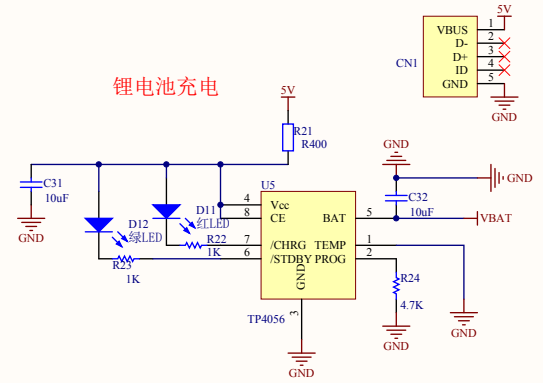 5V
VBUS 1
D- 2
D+ 3
ID 4
GND 5
CN1
GND
锂电池充电
5V
R21
R400
C31
10uF
GND
D12
绿LED
D11
红LED
R22
1K
R23
1K
U5
4 Vcc
8 CE
7 /CHRG
6 /STDBY
BAT 5
TEMP 1
PROG 2
GND
3
TP4056
GND
GND
GND
C32
10uF
VBAT
R24
4.7K
GND
GND